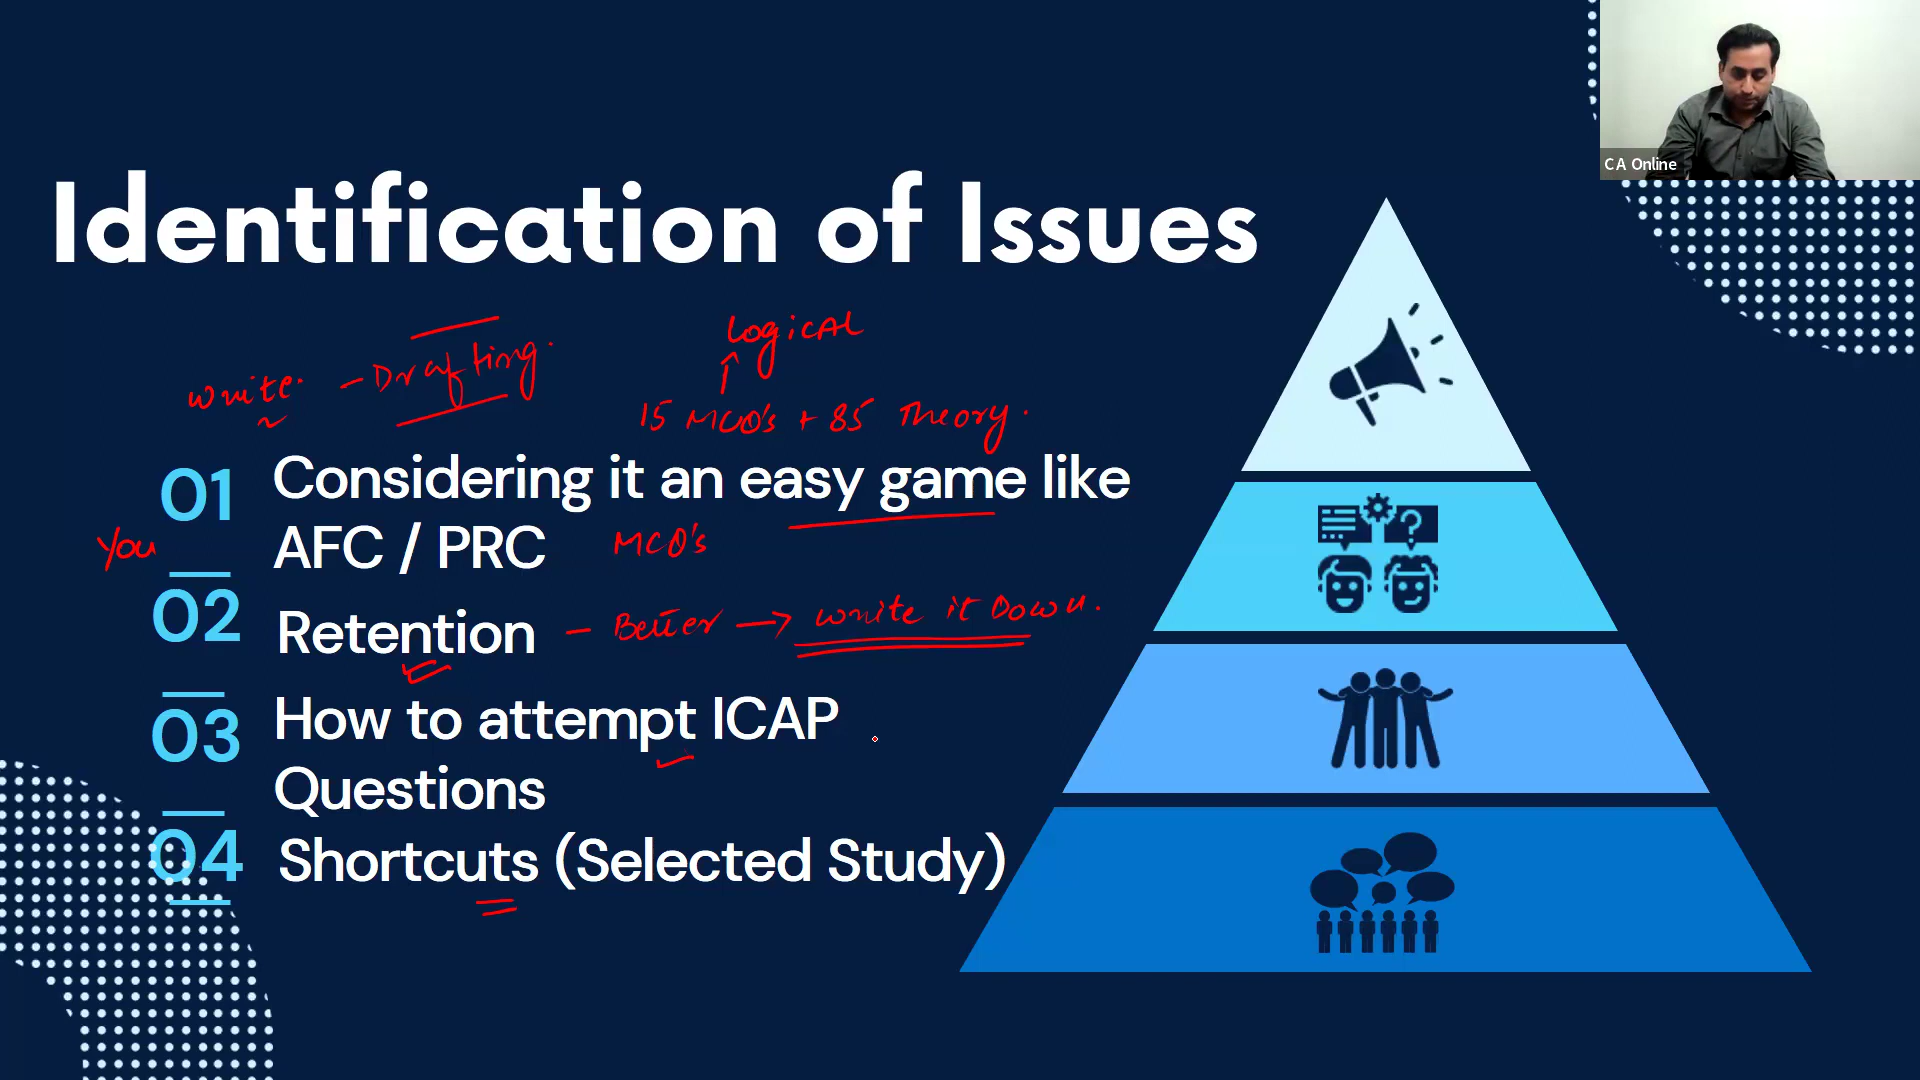 C A Online
Identification of Issues
LogicAL
write. - Drafting.
15 MCQ's + 85 Theory.
01 Considering it an easy game like
AFC / PRC MCQ's
You
02 Retention - Better → write it Down.
03 How to attempt ICAP
Questions
04 Shortcuts (Selected Study)
?